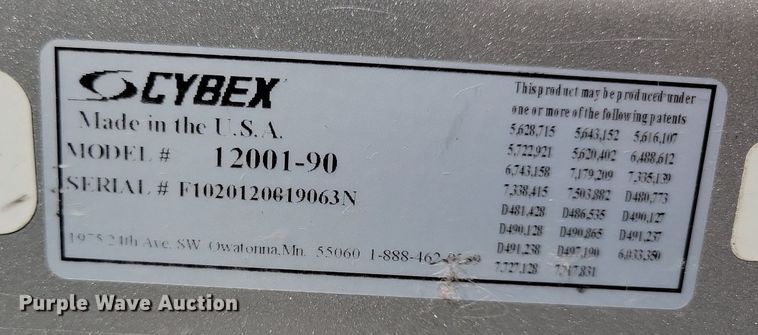 CYBEX
Made in the U.S.A.
MODEL # 12001-90
SERIAL # F1020120619063N
1975 24th Ave. SW Owatonna, Mn. 55060 1-888-462-
This product may be produced under
one or more of the following patents
5,628,715 5,643,152 5,616,107
5,722,921 5,620,402 6,488,612
6,743,158 7,179,209 7,335,139
7,338,415 7,503,882 D480,773
D481,428 D486,535 D490,127
D490,128 D490,865 D491,237
D491,238 D497,190 6,033,350
7,727,128 7,717,831
Purple Wave Auction